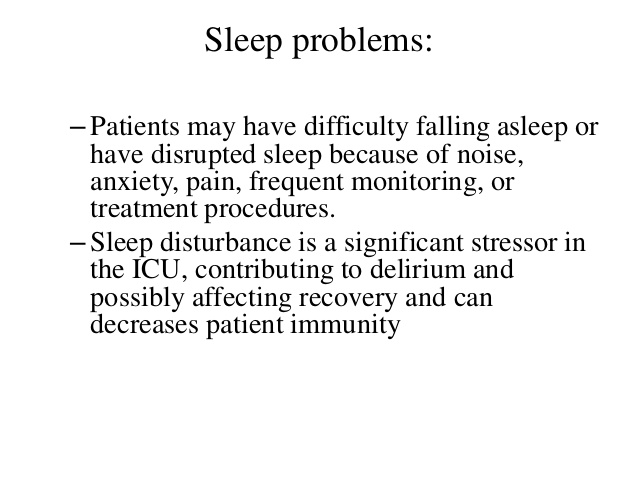 Sleep problems:
– Patients may have difficulty falling asleep or
have disrupted sleep because of noise,
anxiety, pain, frequent monitoring, or
treatment procedures.
– Sleep disturbance is a significant stressor in
the ICU, contributing to delirium and
possibly affecting recovery and can
decreases patient immunity